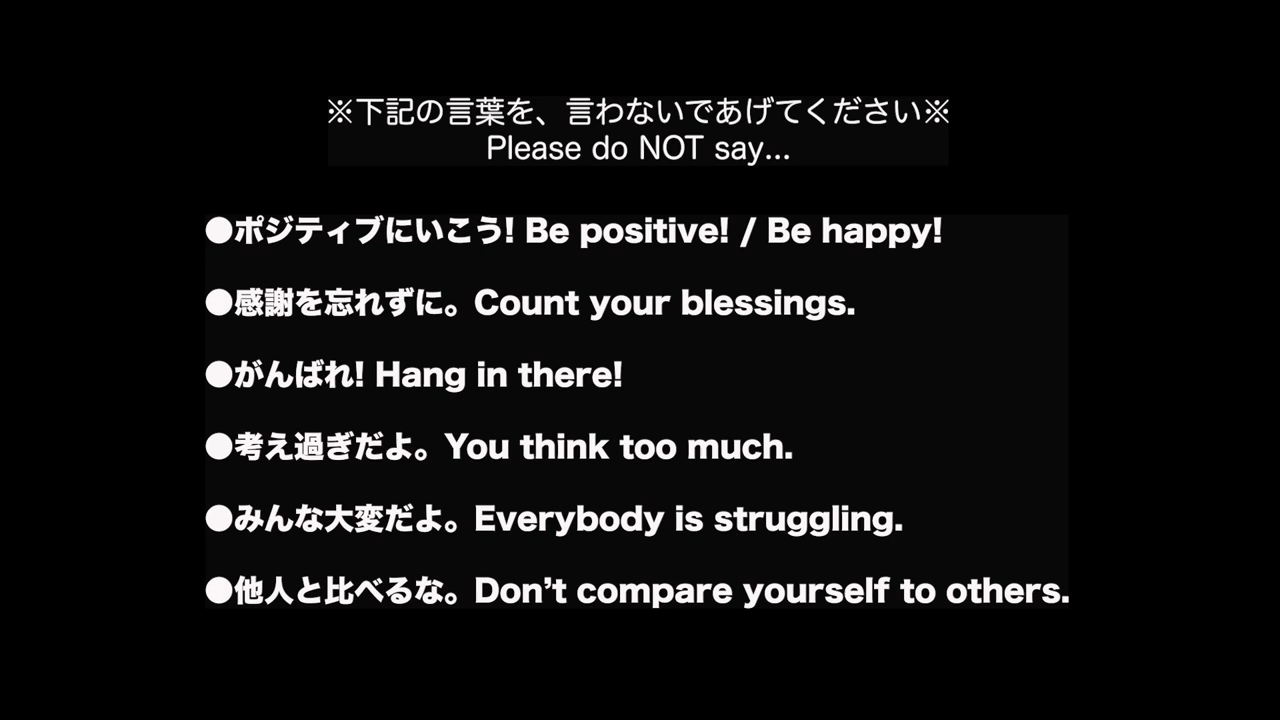 ※下記の言葉を、言わないであげてください※
Please do NOT say...
●ポジティブにいこう! Be positive! / Be happy!
●感謝を忘れずに。Count your blessings.
●がんばれ! Hang in there!
●考え過ぎだよ。You think too much.
●みんな大変だよ。Everybody is struggling.
●他人と比べるな。Don’t compare yourself to others.